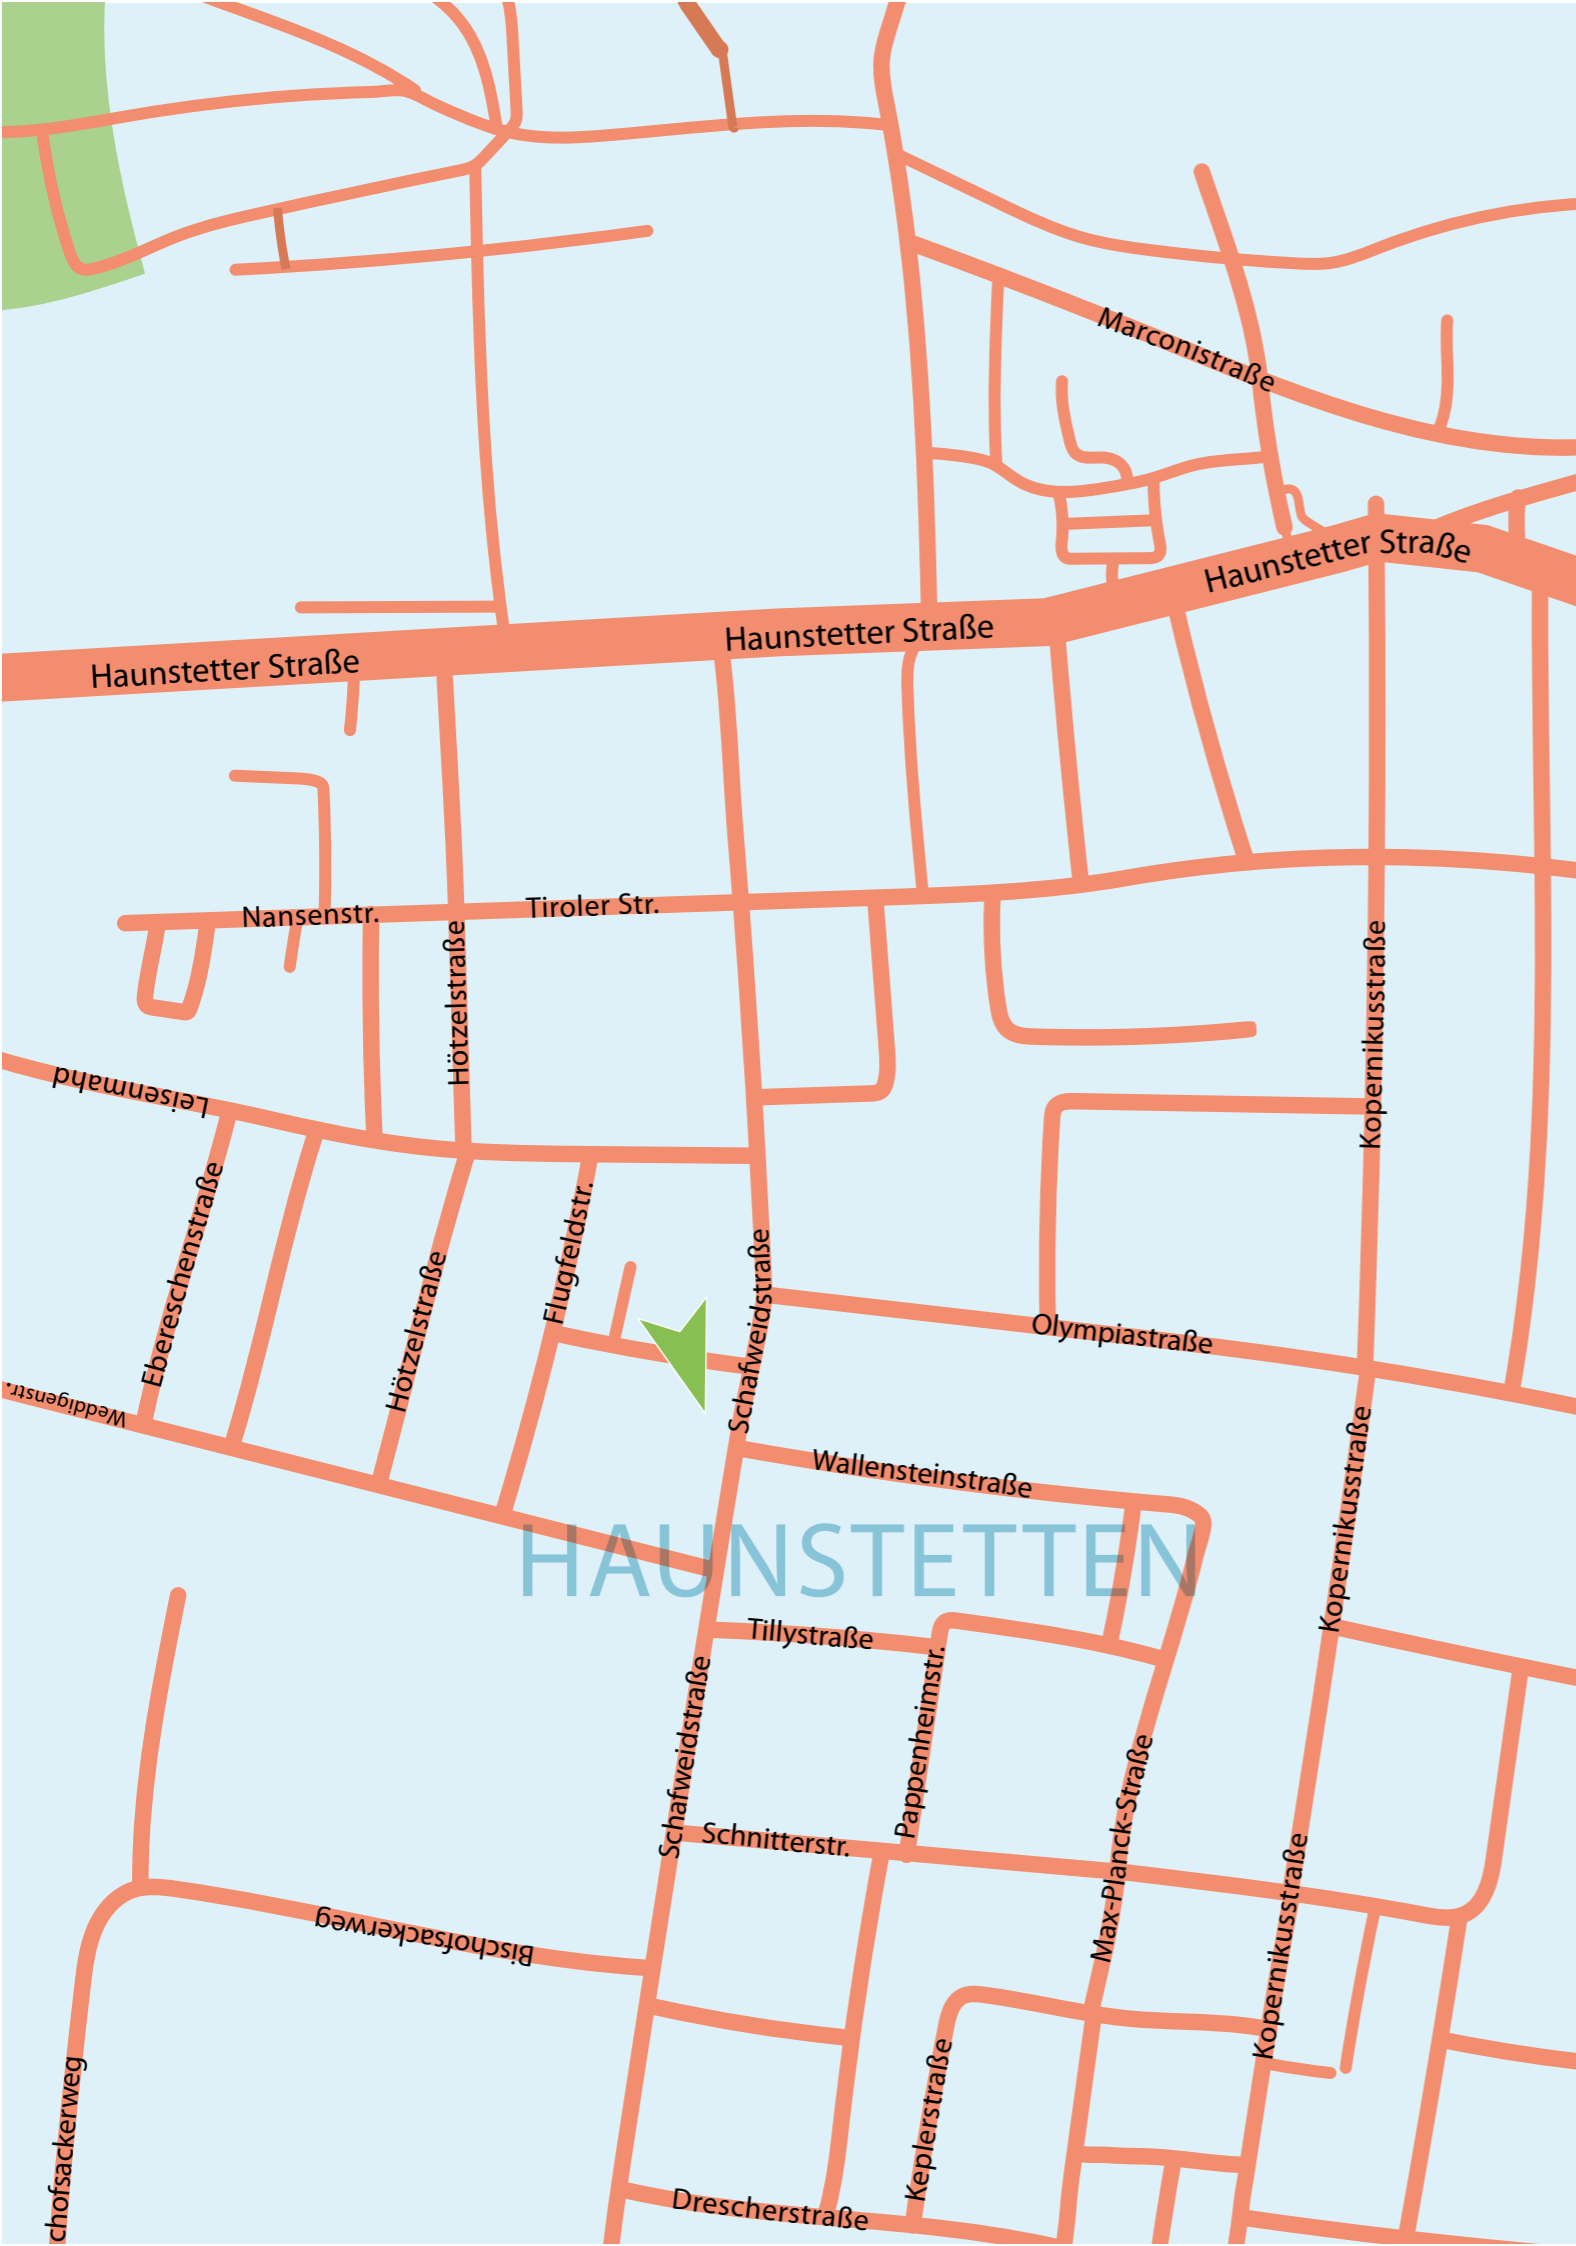 Marconistraße
Haunstetter Straße
Haunstetter Straße
Haunstetter Straße
Nansenstr.
Tiroler Str.
Hötzelstraße
Kopernikusstraße
Leisenmahd
Ebereschenstraße
Flugfeldstr.
Hötzelstraße
Schafweidstraße
Olympiastraße
Weddigenstr.
Wallensteinstraße
Kopernikusstraße
HAUNSTETTEN
Tillystraße
Pappenheimstr.
Schafweidstraße
Max-Planck-Straße
Schnitterstr.
Kopernikusstraße
Bischofsackerweg
chofsackerweg
Keplerstraße
Drescherstraße